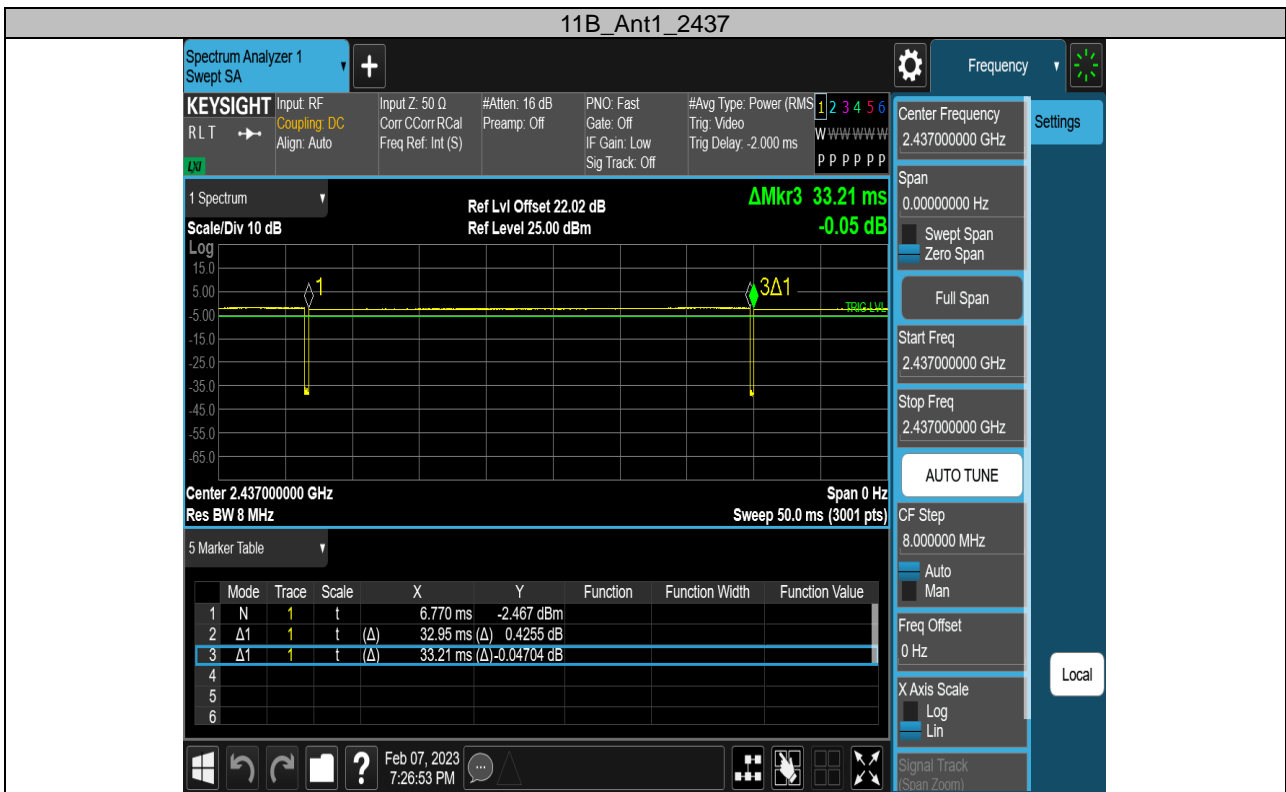 11B_Ant1_2437
Spectrum Analyzer 1
Swept SA
Frequency
KEYSIGHT
RLT
LXI
Input: RF
Coupling: DC
Align: Auto
Input Z: 50 Ω
Corr CCorr RCal
Freq Ref: Int (S)
#Atten: 16 dB
Preamp: Off
PNO: Fast
Gate: Off
IF Gain: Low
Sig Track: Off
#Avg Type: Power (RMS
Trig: Video
Trig Delay: -2.000 ms
1 2 3 4 5 6
W W W W W W
P P P P P P
1 Spectrum
Scale/Div 10 dB
Ref Lvl Offset 22.02 dB
Ref Level 25.00 dBm
ΔMkr3 33.21 ms
-0.05 dB
Log
15.0
5.00
-5.00
-15.0
-25.0
-35.0
-45.0
-55.0
-65.0
1
3Δ1
TRIG LVL
Center 2.437000000 GHz
Span 0 Hz
Res BW 8 MHz
Sweep 50.0 ms (3001 pts)
5 Marker Table
Mode Trace Scale X Y Function Function Width Function Value
1 N 1 t 6.770 ms -2.467 dBm
2 Δ1 1 t (Δ) 32.95 ms (Δ) 0.4255 dB
3 Δ1 1 t (Δ) 33.21 ms (Δ)-0.04704 dB
4
5
6
Feb 07, 2023
7:26:53 PM
Center Frequency
2.437000000 GHz
Settings
Span
0.00000000 Hz
Swept Span
Zero Span
Full Span
Start Freq
2.437000000 GHz
Stop Freq
2.437000000 GHz
AUTO TUNE
CF Step
8.000000 MHz
Auto
Man
Freq Offset
0 Hz
Local
X Axis Scale
Log
Lin
Signal Track
(Span Zoom)